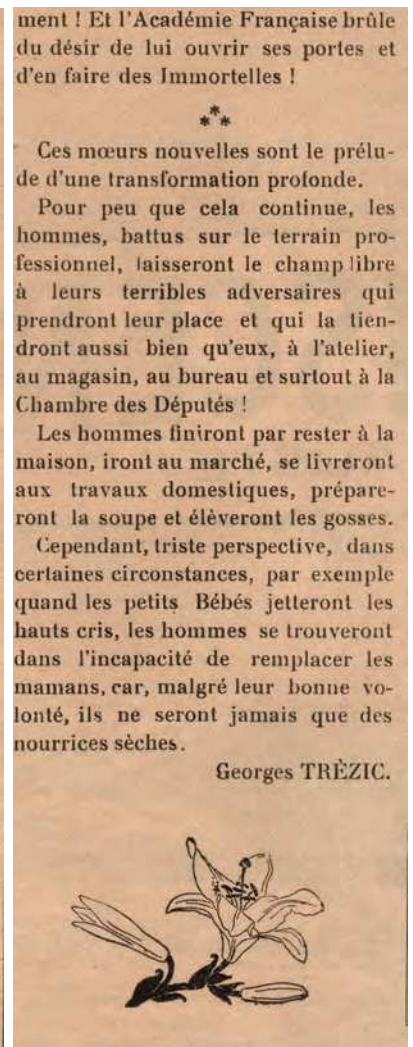 ment ! Et l'Académie Française brûle
du désir de lui ouvrir ses portes et
d'en faire des Immortelles !
***
Ces mœurs nouvelles sont le prélu-
de d'une transformation profonde.
Pour peu que cela continue, les
hommes, battus sur le terrain pro-
fessionnel, laisseront le champ libre
à leurs terribles adversaires qui
prendront leur place et qui la tien-
dront aussi bien qu'eux, à l'atelier,
au magasin, au bureau et surtout à la
Chambre des Députés !
Les hommes finiront par rester à la
maison, iront au marché, se livreront
aux travaux domestiques, prépare-
ront la soupe et élèveront les gosses.
Cependant, triste perspective, dans
certaines circonstances, par exemple
quand les petits Bébés jetteront les
hauts cris, les hommes se trouveront
dans l'incapacité de remplacer les
mamans, car, malgré leur bonne vo-
lonté, ils ne seront jamais que des
nourrices sèches.
Georges TRÈZIC.